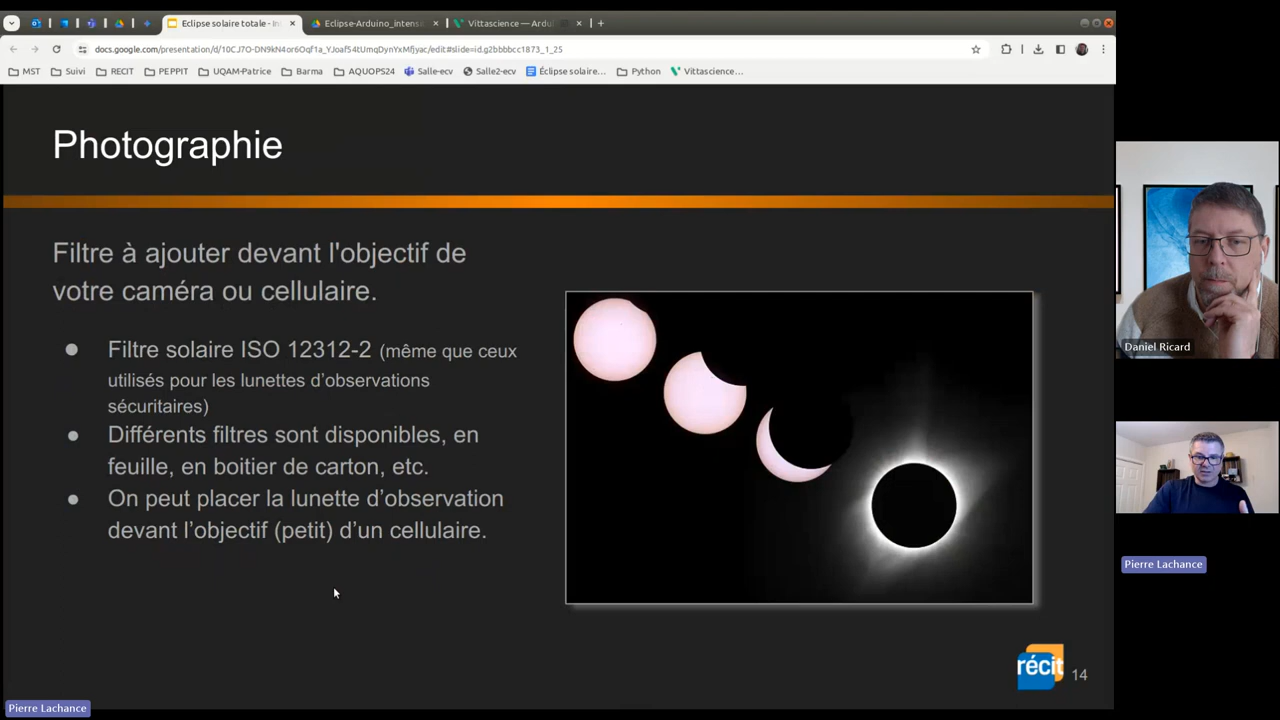 Eclipse solaire totale - in
Eclipse-Arduino_intensi
Vittascience — Ardu
docs.google.com/presentation/d/10CJ7O-DN9kN4or6Oqf1a_YJoaf54tUmqDynYxMfjyac/edit#slide=id.g2bbbbcc1873_1_25
MST Suivi RECIT PEPPIT UQAM-Patrice Barma AQUOPS24 Salle-ecv Salle2-ecv Éclipse solaire… Python Vittascience…
Photographie
Filtre à ajouter devant l'objectif de
votre caméra ou cellulaire.
● Filtre solaire ISO 12312-2 (même que ceux
utilisés pour les lunettes d’observations
sécuritaires)
● Différents filtres sont disponibles, en
feuille, en boitier de carton, etc.
● On peut placer la lunette d’observation
devant l’objectif (petit) d’un cellulaire.
récit
14
Daniel Ricard
Pierre Lachance
Pierre Lachance